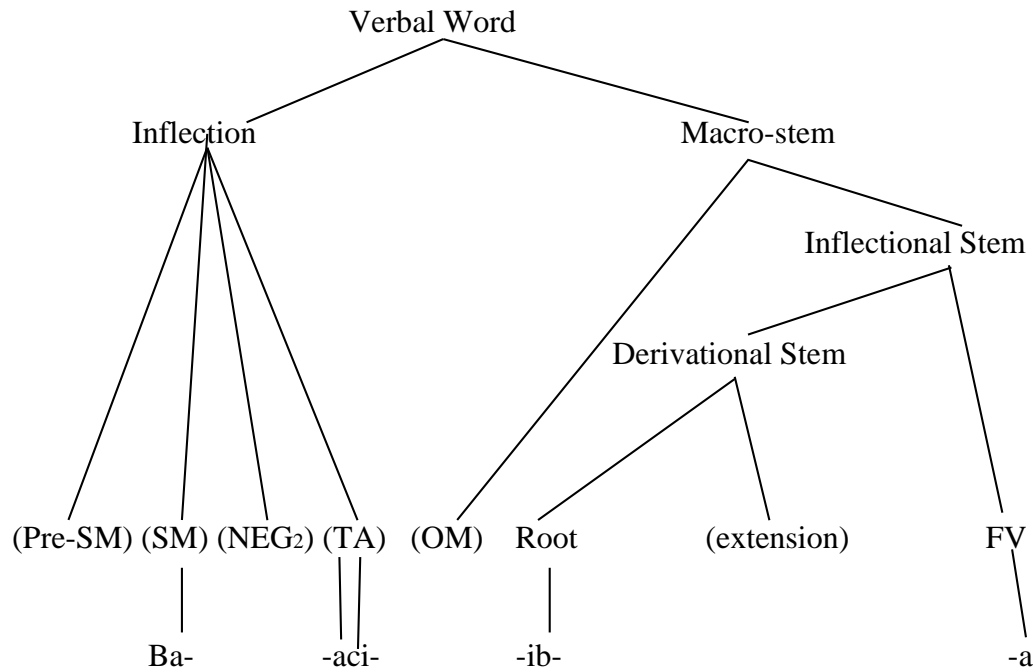 Verbal Word
Inflection Macro-stem
Inflectional Stem
Derivational Stem
(Pre-SM) (SM) (NEG₂) (TA) (OM) Root (extension) FV
Ba- -aci- -ib- -a